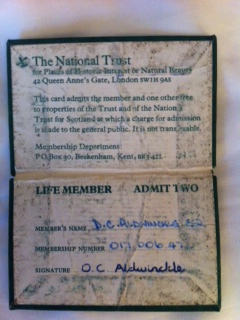 The National Trust
for Places of Historic Interest or Natural Beauty
42 Queen Anne's Gate, London SW1H 9AS
This card admits the member and one other free
to properties of the Trust and of the National
Trust for Scotland at which a charge for admission
is made to the general public. It is not transferable.
Membership Department
P O Box 30, Beckenham, Kent, BR3 4TL
LIFE MEMBER ADMIT TWO
MEMBER'S NAME D.C. ALDWINCKLE
MEMBERSHIP NUMBER
SIGNATURE D.C. Aldwinckle